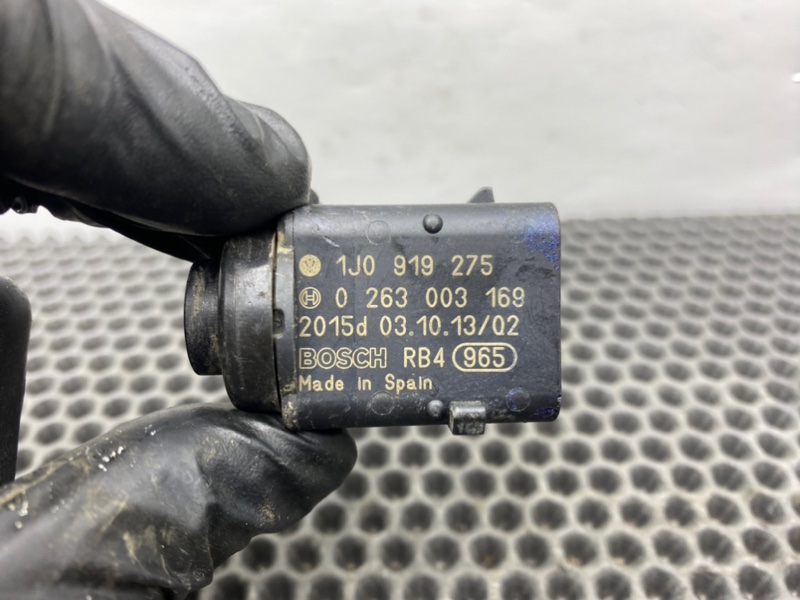 1J0 919 275
0 263 003 169
2015d 03.10.13/02
BOSCH RB4 965
Made in Spain